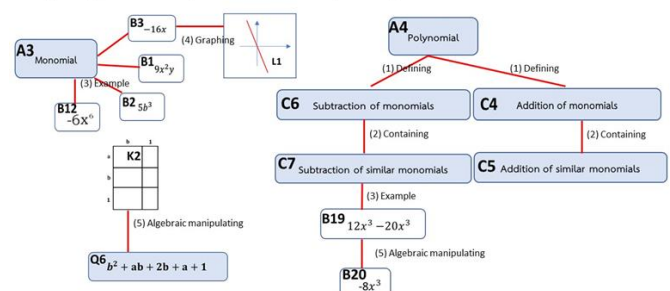 B3 −16x
(4) Graphing
L1
A3 Monomial
B1 9x²y
(3) Example
B2 5b³
B12 -6x⁶
A4 Polynomial
(1) Defining
(1) Defining
C6 Subtraction of monomials
C4 Addition of monomials
(2) Containing
(2) Containing
C7 Subtraction of similar monomials
C5 Addition of similar monomials
(3) Example
B19 12x³ −20x³
(5) Algebraic manipulating
B20 -8x³
b 1
a K2
b
1
(5) Algebraic manipulating
Q6 b² + ab + 2b + a + 1